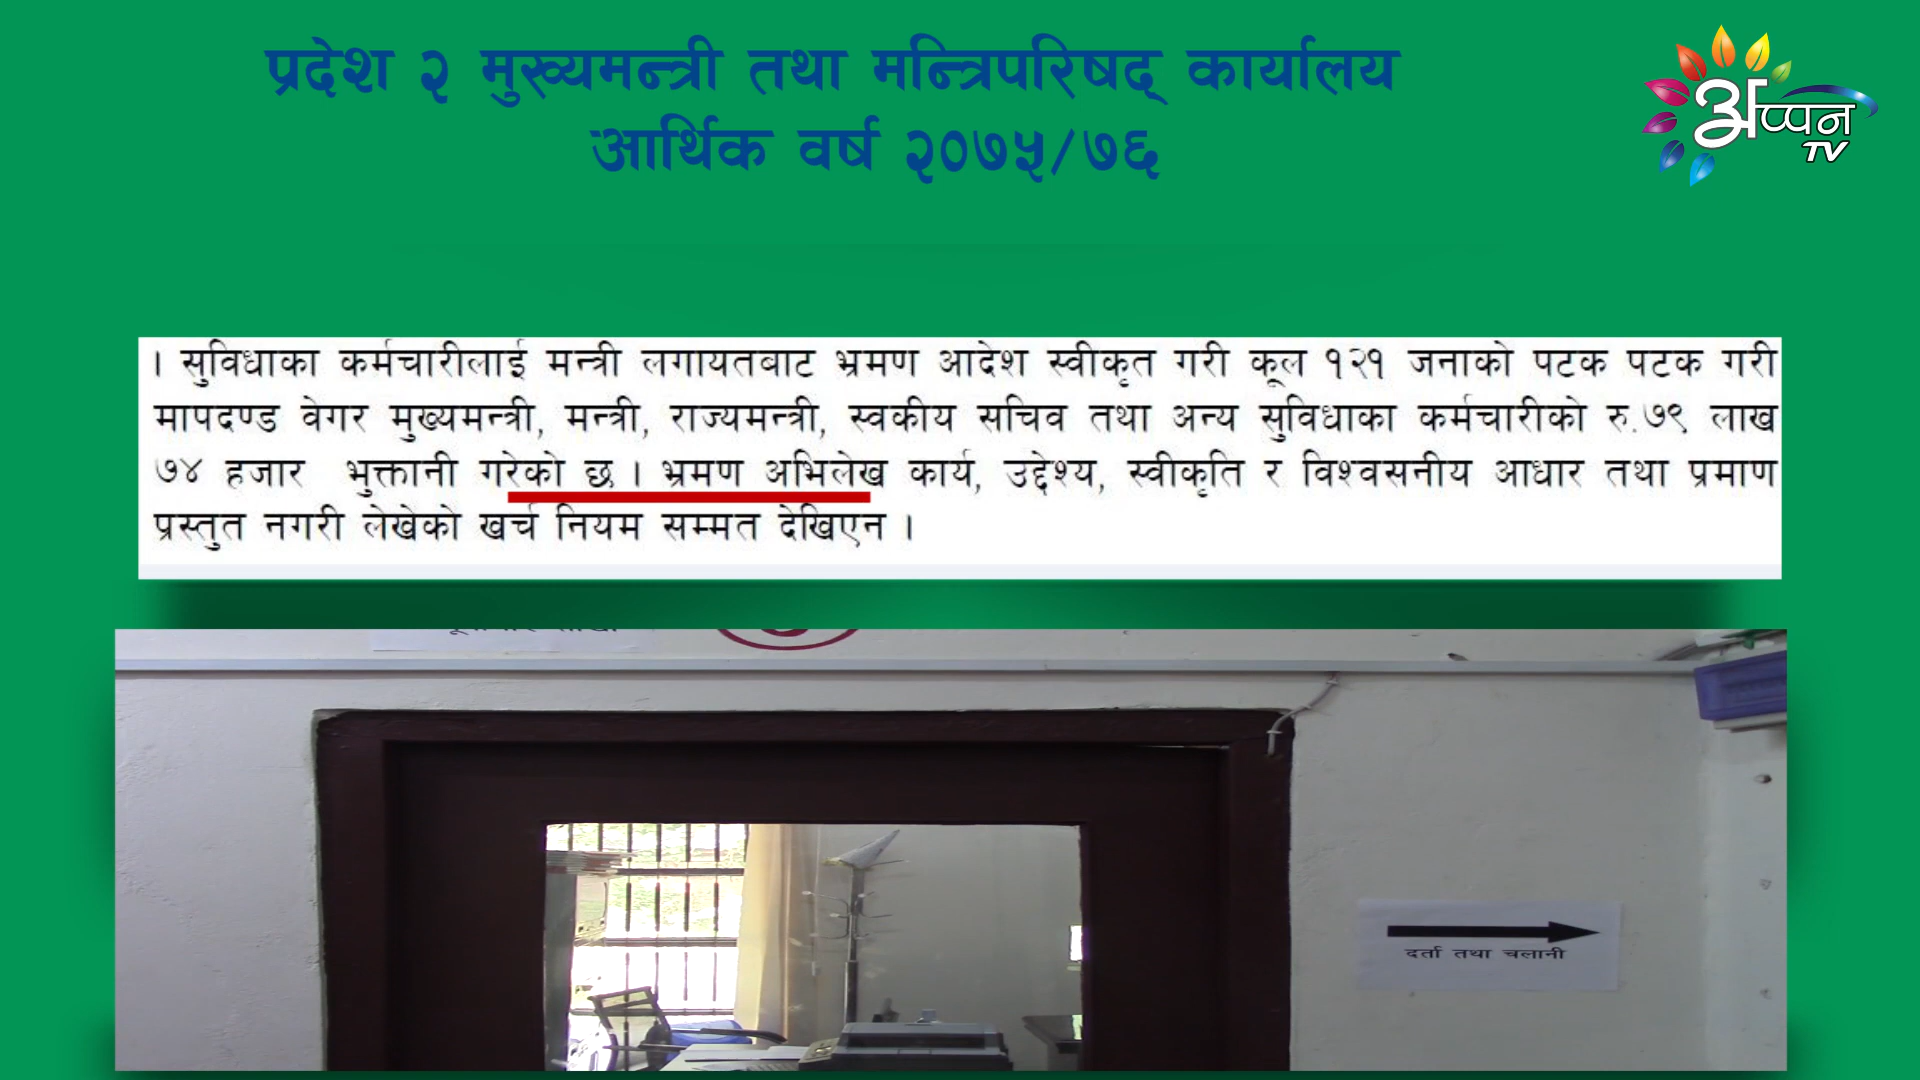 प्रदेश २ मुख्यमन्त्री तथा मन्त्रिपरिषद् कार्यालय
आर्थिक वर्ष २०७५/७६
अप्पन
TV
। सुविधाका कर्मचारीलाई मन्त्री लगायतबाट भ्रमण आदेश स्वीकृत गरी कूल १२१ जनाको पटक पटक गरी
मापदण्ड वेगर मुख्यमन्त्री, मन्त्री, राज्यमन्त्री, स्वकीय सचिव तथा अन्य सुविधाका कर्मचारीको रु.७९ लाख
७४ हजार भुक्तानी गरेको छ । भ्रमण अभिलेख कार्य, उद्देश्य, स्वीकृति र विश्वसनीय आधार तथा प्रमाण
प्रस्तुत नगरी लेखेको खर्च नियम सम्मत देखिएन ।
दर्ता तथा चलानी